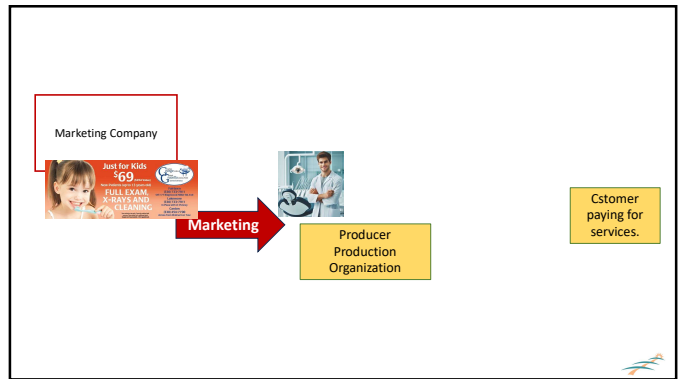 Marketing Company
Just for Kids
$69
FULL EXAM,
X-RAYS AND
CLEANING
Marketing
Producer
Production
Organization
Cstomer
paying for
services.